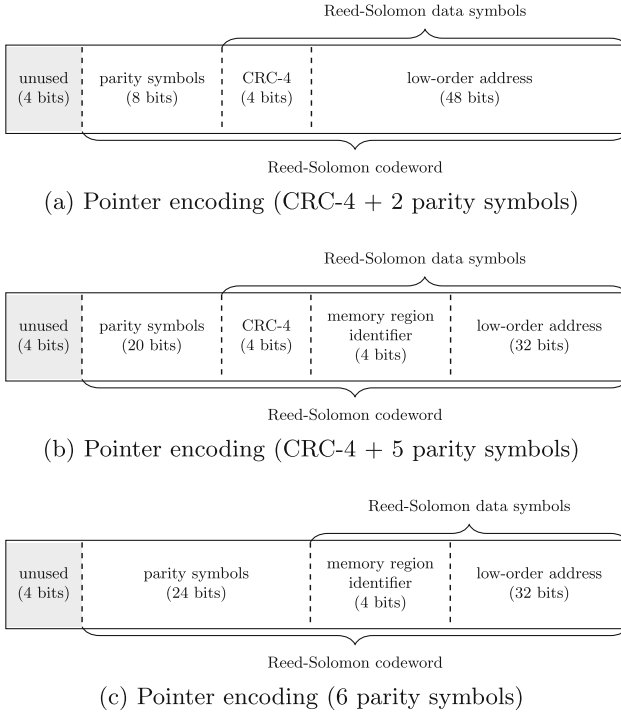 Reed-Solomon data symbols
unused
(4 bits)
parity symbols
(8 bits)
CRC-4
(4 bits)
low-order address
(48 bits)
Reed-Solomon codeword
(a) Pointer encoding (CRC-4 + 2 parity symbols)
Reed-Solomon data symbols
unused
(4 bits)
parity symbols
(20 bits)
CRC-4
(4 bits)
memory region
identifier
(4 bits)
low-order address
(32 bits)
Reed-Solomon codeword
(b) Pointer encoding (CRC-4 + 5 parity symbols)
Reed-Solomon data symbols
unused
(4 bits)
parity symbols
(24 bits)
memory region
identifier
(4 bits)
low-order address
(32 bits)
Reed-Solomon codeword
(c) Pointer encoding (6 parity symbols)